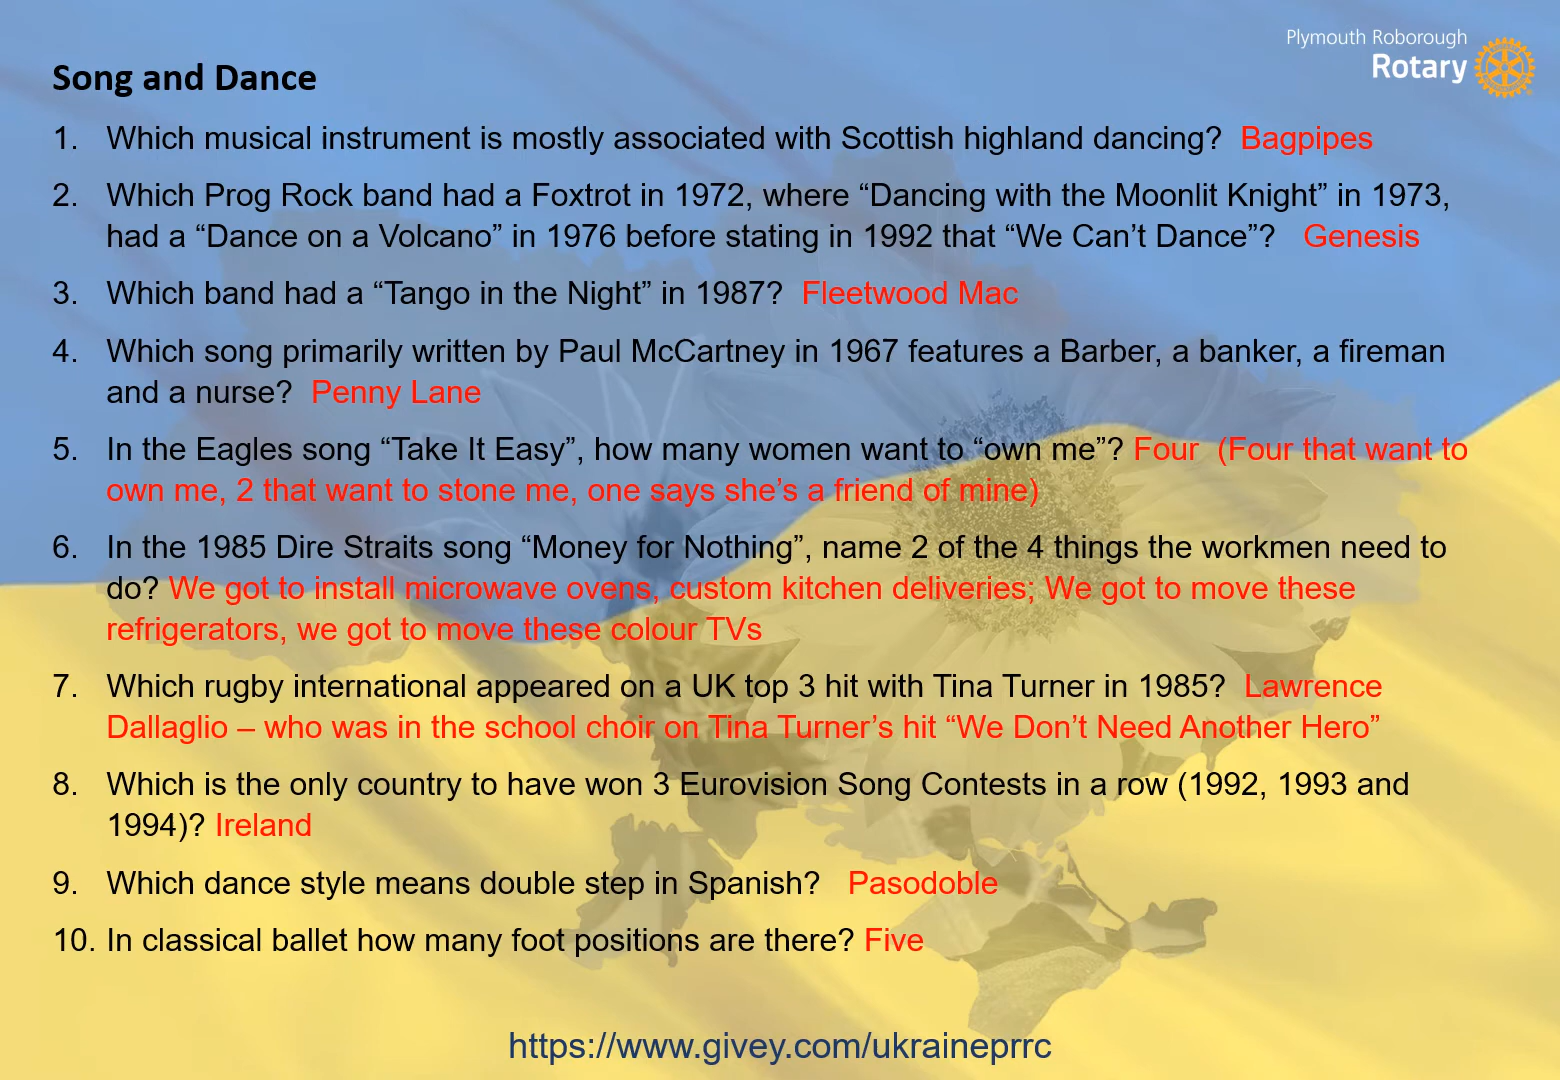 Plymouth Roborough
Rotary
Song and Dance
1. Which musical instrument is mostly associated with Scottish highland dancing? Bagpipes
2. Which Prog Rock band had a Foxtrot in 1972, where “Dancing with the Moonlit Knight” in 1973,
had a “Dance on a Volcano” in 1976 before stating in 1992 that “We Can’t Dance”? Genesis
3. Which band had a “Tango in the Night” in 1987? Fleetwood Mac
4. Which song primarily written by Paul McCartney in 1967 features a Barber, a banker, a fireman
and a nurse? Penny Lane
5. In the Eagles song “Take It Easy”, how many women want to “own me”? Four (Four that want to
own me, 2 that want to stone me, one says she’s a friend of mine)
6. In the 1985 Dire Straits song “Money for Nothing”, name 2 of the 4 things the workmen need to
do? We got to install microwave ovens, custom kitchen deliveries; We got to move these
refrigerators, we got to move these colour TVs
7. Which rugby international appeared on a UK top 3 hit with Tina Turner in 1985? Lawrence
Dallaglio – who was in the school choir on Tina Turner’s hit “We Don’t Need Another Hero”
8. Which is the only country to have won 3 Eurovision Song Contests in a row (1992, 1993 and
1994)? Ireland
9. Which dance style means double step in Spanish? Pasodoble
10. In classical ballet how many foot positions are there? Five
https://www.givey.com/ukraineprrc